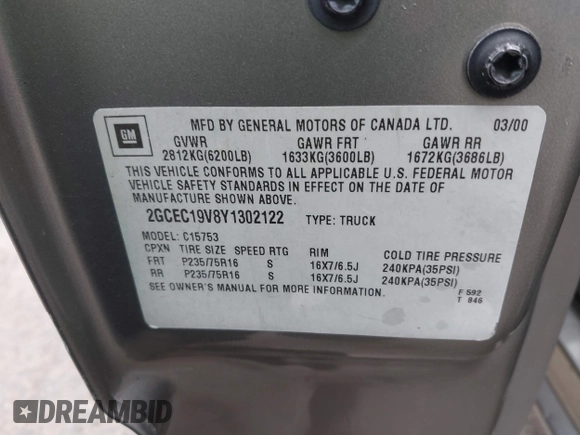 MFD BY GENERAL MOTORS OF CANADA LTD. 03/00
GM
GVWR GAWR FRT GAWR RR
2812KG(6200LB) 1633KG(3600LB) 1672KG(3686LB)
THIS VEHICLE CONFORMS TO ALL APPLICABLE U.S. FEDERAL MOTOR
VEHICLE SAFETY STANDARDS IN EFFECT ON THE DATE OF
MANUFACTURE SHOWN ABOVE.
2GCEC19V8Y1302122 TYPE: TRUCK
MODEL: C15753
CPXN TIRE SIZE SPEED RTG RIM COLD TIRE PRESSURE
FRT P235/75R16 S 16X7/6.5J 240KPA(35PSI)
RR P235/75R16 S 16X7/6.5J 240KPA(35PSI)
SEE OWNER'S MANUAL FOR MORE INFORMATION.
F 592
T 846
DREAMBID